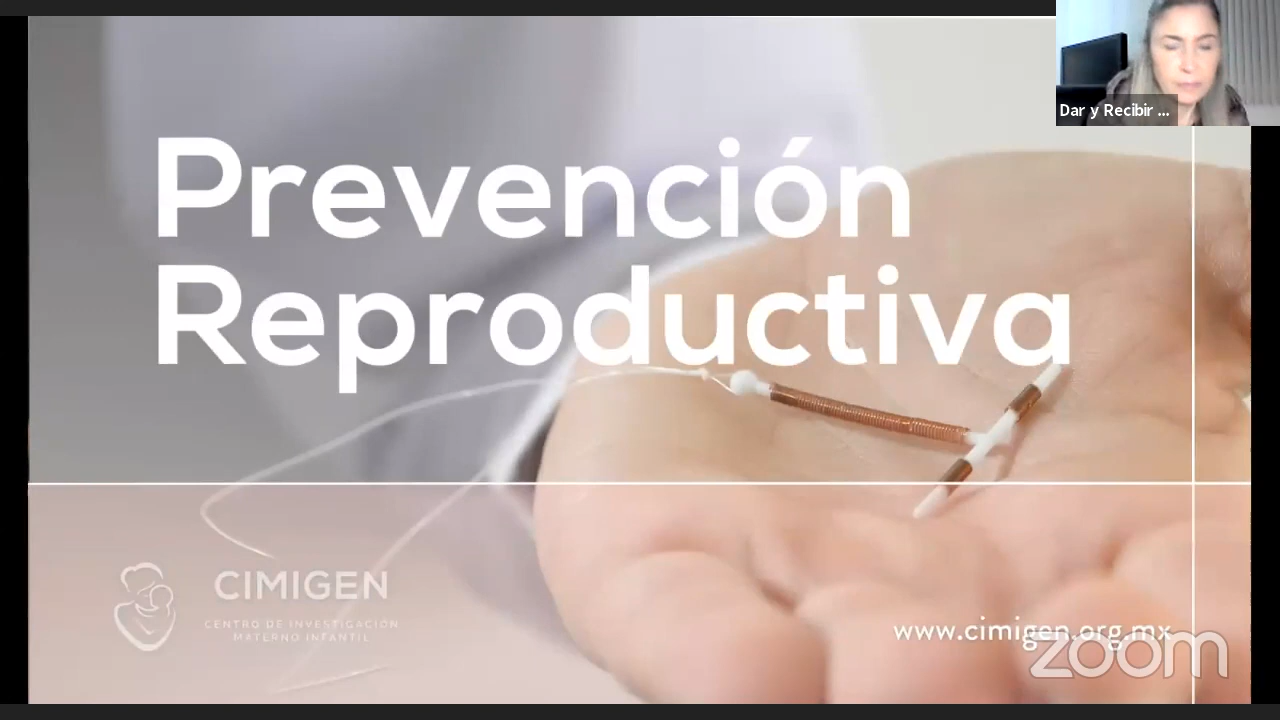 Dar y Recibir ...
Prevención
Reproductiva
CIMIGEN
CENTRO DE INVESTIGACIÓN
MATERNO INFANTIL
www.cimigen.org.mx
zoom